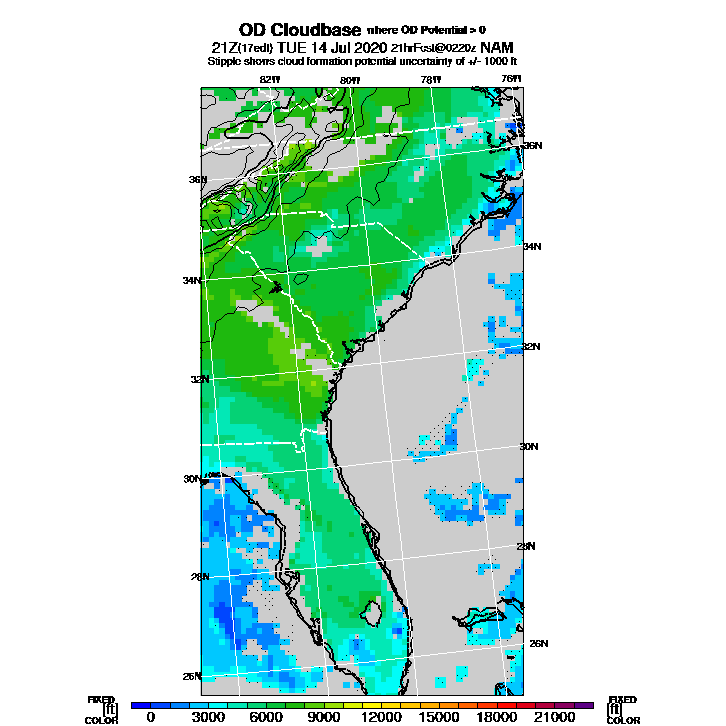 OD Cloudbase where OD Potential > 0
21Z(17edt) TUE 14 Jul 2020 21hrFcst@0220z NAM
Stipple shows cloud formation potential uncertainty of +/- 1000 ft
82W 80W 78W 76W
36N 36N
34N 34N
32N 32N
30N 30N
28N 28N
26N 26N
FIXED FIXED
[ft] [ft]
COLOR COLOR
0 3000 6000 9000 12000 15000 18000 21000